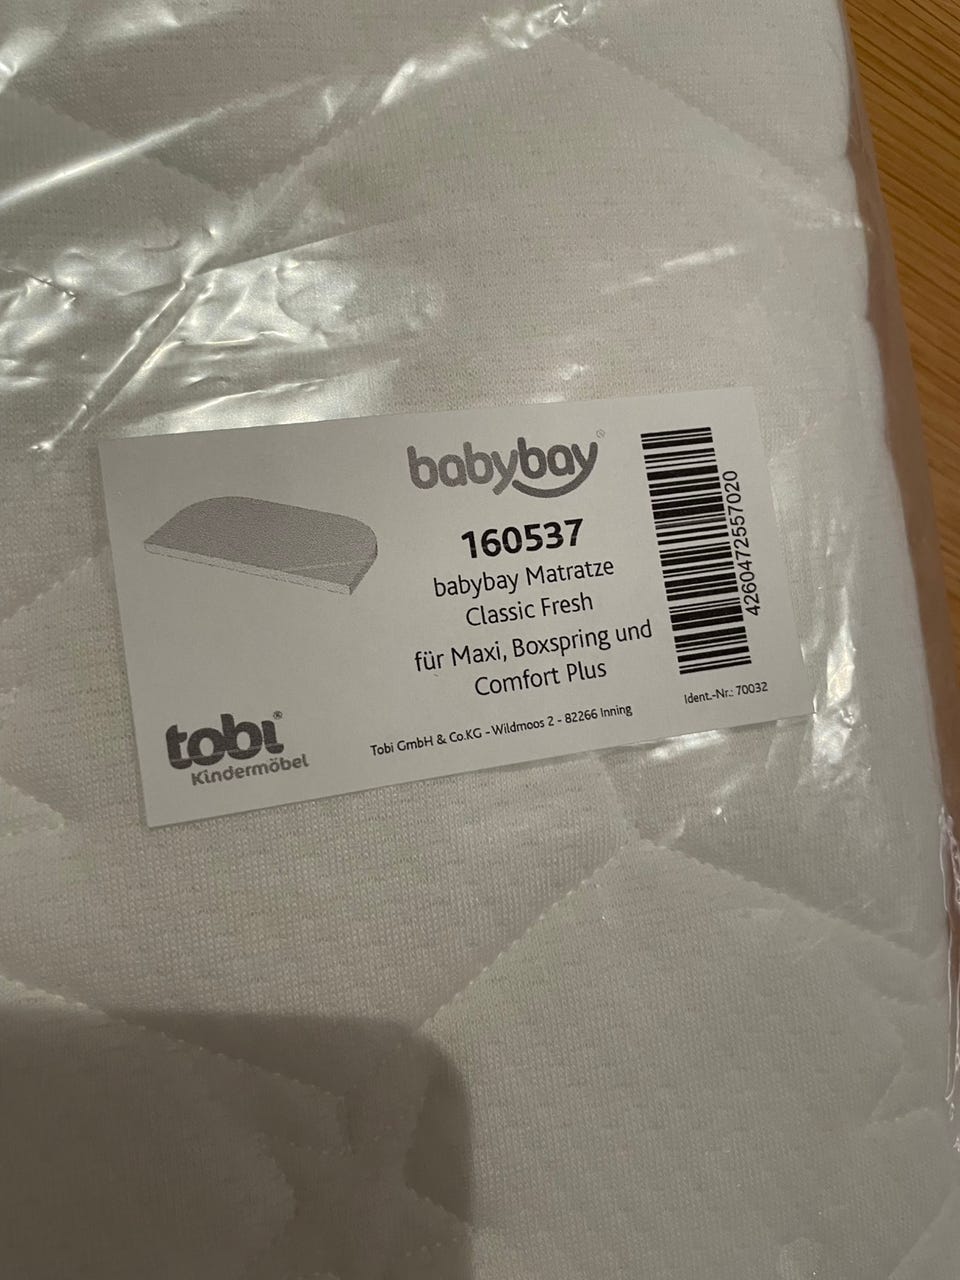 babybay®
160537
babybay Matratze
Classic Fresh
für Maxi, Boxspring und
Comfort Plus
4260472557020
Ident.-Nr.: 70032
tobi®
Kindermöbel
Tobi GmbH & Co.KG - Wildmoos 2 - 82266 Inning